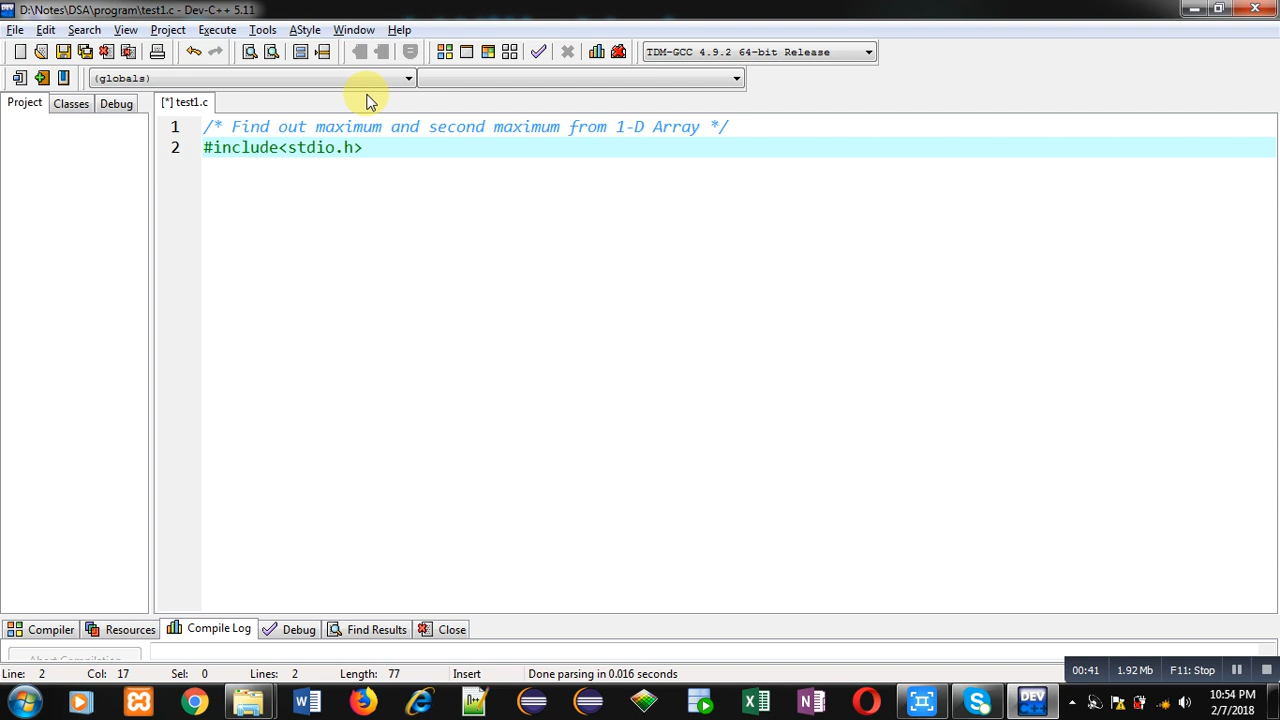 D:\Notes\DSA\program\test1.c - Dev-C++ 5.11
File Edit Search View Project Execute Tools AStyle Window Help
TDM-GCC 4.9.2 64-bit Release
(globals)
Project Classes Debug
[*] test1.c
1 /* Find out maximum and second maximum from 1-D Array */
2 #include<stdio.h>
Compiler Resources Compile Log Debug Find Results Close
Abort Compilation
Line: 2 Col: 17 Sel: 0 Lines: 2 Length: 77 Insert Done parsing in 0.016 seconds
00:41 1.92 Mb F11: Stop
DEV
10:54 PM
2/7/2018